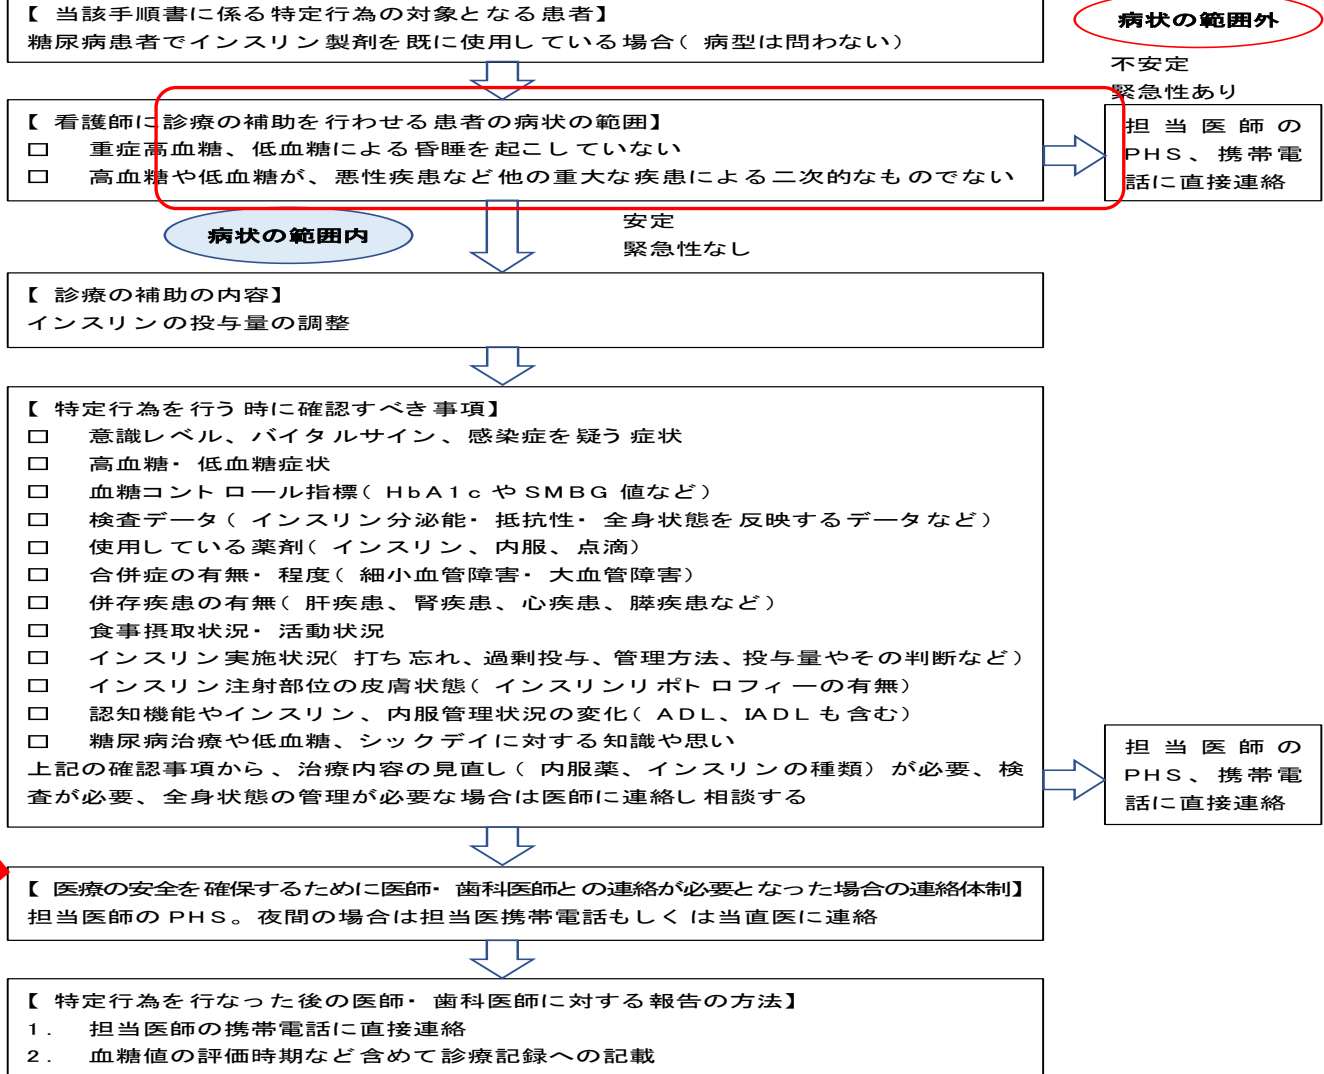 【 当該手順書に係る特定行為の対象となる患者】
糖尿病患者でインスリン製剤を既に使用している場合( 病型は問わない)
病状の範囲外
不安定
緊急性あり
【 看護師に診療の補助を行わせる患者の病状の範囲】
□ 重症高血糖、低血糖による昏睡を起こしていない
□ 高血糖や低血糖が、悪性疾患など他の重大な疾患による二次的なものでない
担当医師の
PHS、携帯電
話に直接連絡
病状の範囲内
安定
緊急性なし
【 診療の補助の内容】
インスリンの投与量の調整
【 特定行為を行う時に確認すべき事項】
□ 意識レベル、バイタルサイン、感染症を疑う症状
□ 高血糖・低血糖症状
□ 血糖コントロール指標( HbA1c や SMBG 値など)
□ 検査データ( インスリン分泌能・抵抗性・全身状態を反映するデータなど)
□ 使用している薬剤( インスリン、内服、点滴)
□ 合併症の有無・程度( 細小血管障害・大血管障害)
□ 併存疾患の有無( 肝疾患、腎疾患、心疾患、膵疾患など)
□ 食事摂取状況・活動状況
□ インスリン実施状況( 打ち忘れ、過剰投与、管理方法、投与量やその判断など)
□ インスリン注射部位の皮膚状態( インスリンリポトロフィーの有無)
□ 認知機能やインスリン、内服管理状況の変化( ADL、IADL も含む)
□ 糖尿病治療や低血糖、シックデイに対する知識や思い
上記の確認事項から、治療内容の見直し( 内服薬、インスリンの種類) が必要、検
査が必要、全身状態の管理が必要な場合は医師に連絡し相談する
担当医師の
PHS、携帯電
話に直接連絡
【 医療の安全を確保するために医師・歯科医師との連絡が必要となった場合の連絡体制】
担当医師の PHS。夜間の場合は担当医携帯電話もしくは当直医に連絡
【 特定行為を行なった後の医師・歯科医師に対する報告の方法】
1. 担当医師の携帯電話に直接連絡
2. 血糖値の評価時期など含めて診療記録への記載